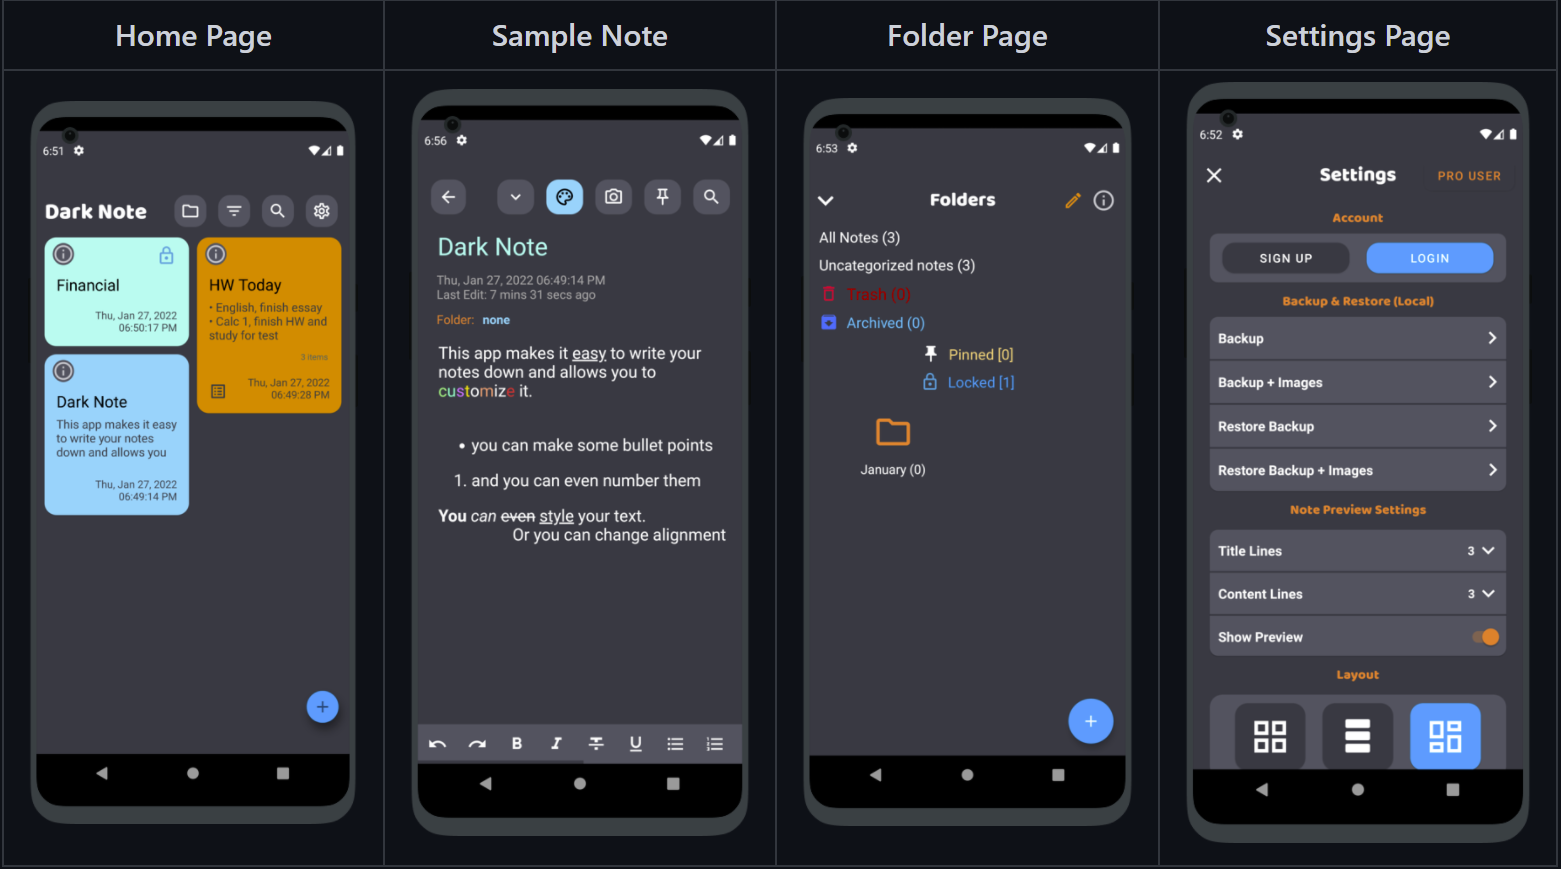 Home Page
Sample Note
Folder Page
Settings Page
6:51
Dark Note
Financial
Thu, Jan 27, 2022
06:50:17 PM
HW Today
• English, finish essay
• Calc 1, finish HW and
study for test
3 items
Thu, Jan 27, 2022
06:49:28 PM
Dark Note
This app makes it easy
to write your notes
down and allows you
Thu, Jan 27, 2022
06:49:14 PM
6:56
Dark Note
Thu, Jan 27, 2022 06:49:14 PM
Last Edit: 7 mins 31 secs ago
Folder: none
This app makes it easy to write your
notes down and allows you to
customize it.
• you can make some bullet points
1. and you can even number them
You can even style your text.
Or you can change alignment
B I U
6:53
Folders
All Notes (3)
Uncategorized notes (3)
Trash (0)
Archived (0)
Pinned [0]
Locked [1]
January (0)
6:52
Settings
PRO USER
Account
SIGN UP
LOGIN
Backup & Restore (Local)
Backup
Backup + Images
Restore Backup
Restore Backup + Images
Note Preview Settings
Title Lines 3
Content Lines 3
Show Preview
Layout